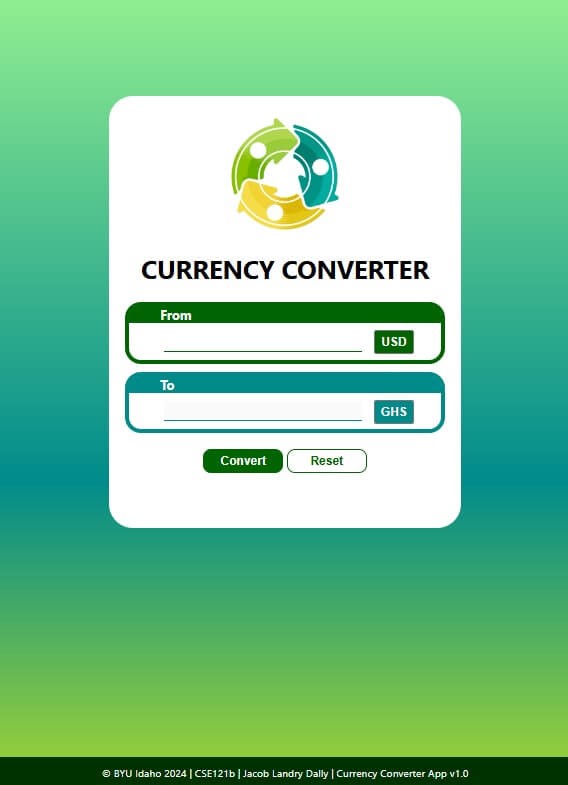 CURRENCY CONVERTER
From
USD
To
GHS
Convert Reset
© BYU Idaho 2024 | CSE121b | Jacob Landry Dally | Currency Converter App v1.0